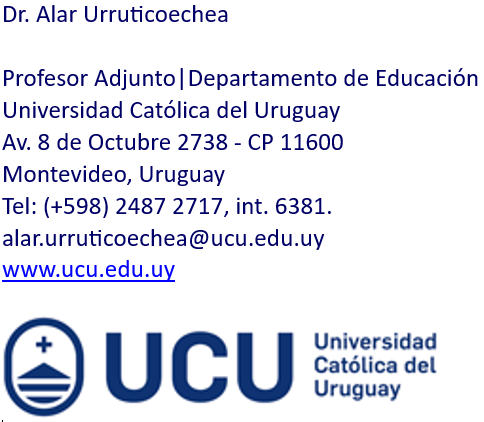 Dr. Alar Urruticoechea
Profesor Adjunto|Departamento de Educación
Universidad Católica del Uruguay
Av. 8 de Octubre 2738 - CP 11600
Montevideo, Uruguay
Tel: (+598) 2487 2717, int. 6381.
alar.urruticoechea@ucu.edu.uy
www.ucu.edu.uy
UCU
Universidad
Católica del
Uruguay